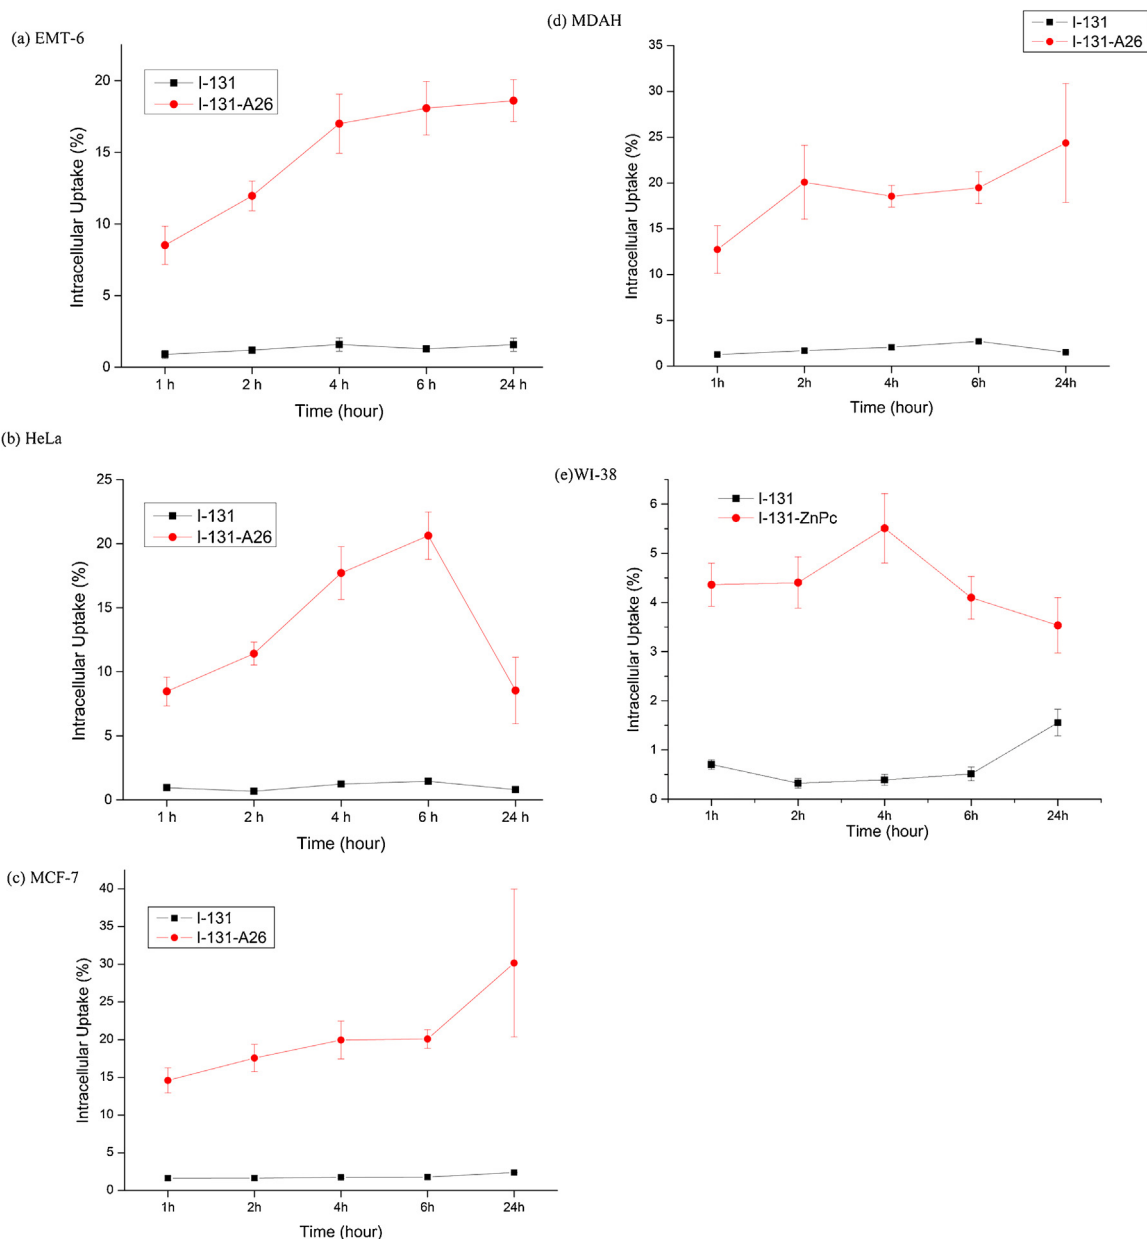 (a) EMT-6
I-131
I-131-A26
Intracellular Uptake (%)
20
15
10
5
0
1 h 2 h 4 h 6 h 24 h
Time (hour)
(b) HeLa
I-131
I-131-A26
Intracellular Uptake (%)
25
20
15
10
5
0
1 h 2 h 4 h 6 h 24 h
Time (hour)
(c) MCF-7
I-131
I-131-A26
Intracellular Uptake (%)
40
35
30
25
20
15
10
5
0
1h 2h 4h 6h 24h
Time (hour)
(d) MDAH
I-131
I-131-A26
Intracellular Uptake (%)
35
30
25
20
15
10
5
0
1h 2h 4h 6h 24h
Time (hour)
(e)WI-38
I-131
I-131-ZnPc
Intracellular Uptake (%)
6
5
4
3
2
1
0
1h 2h 4h 6h 24h
Time (hour)